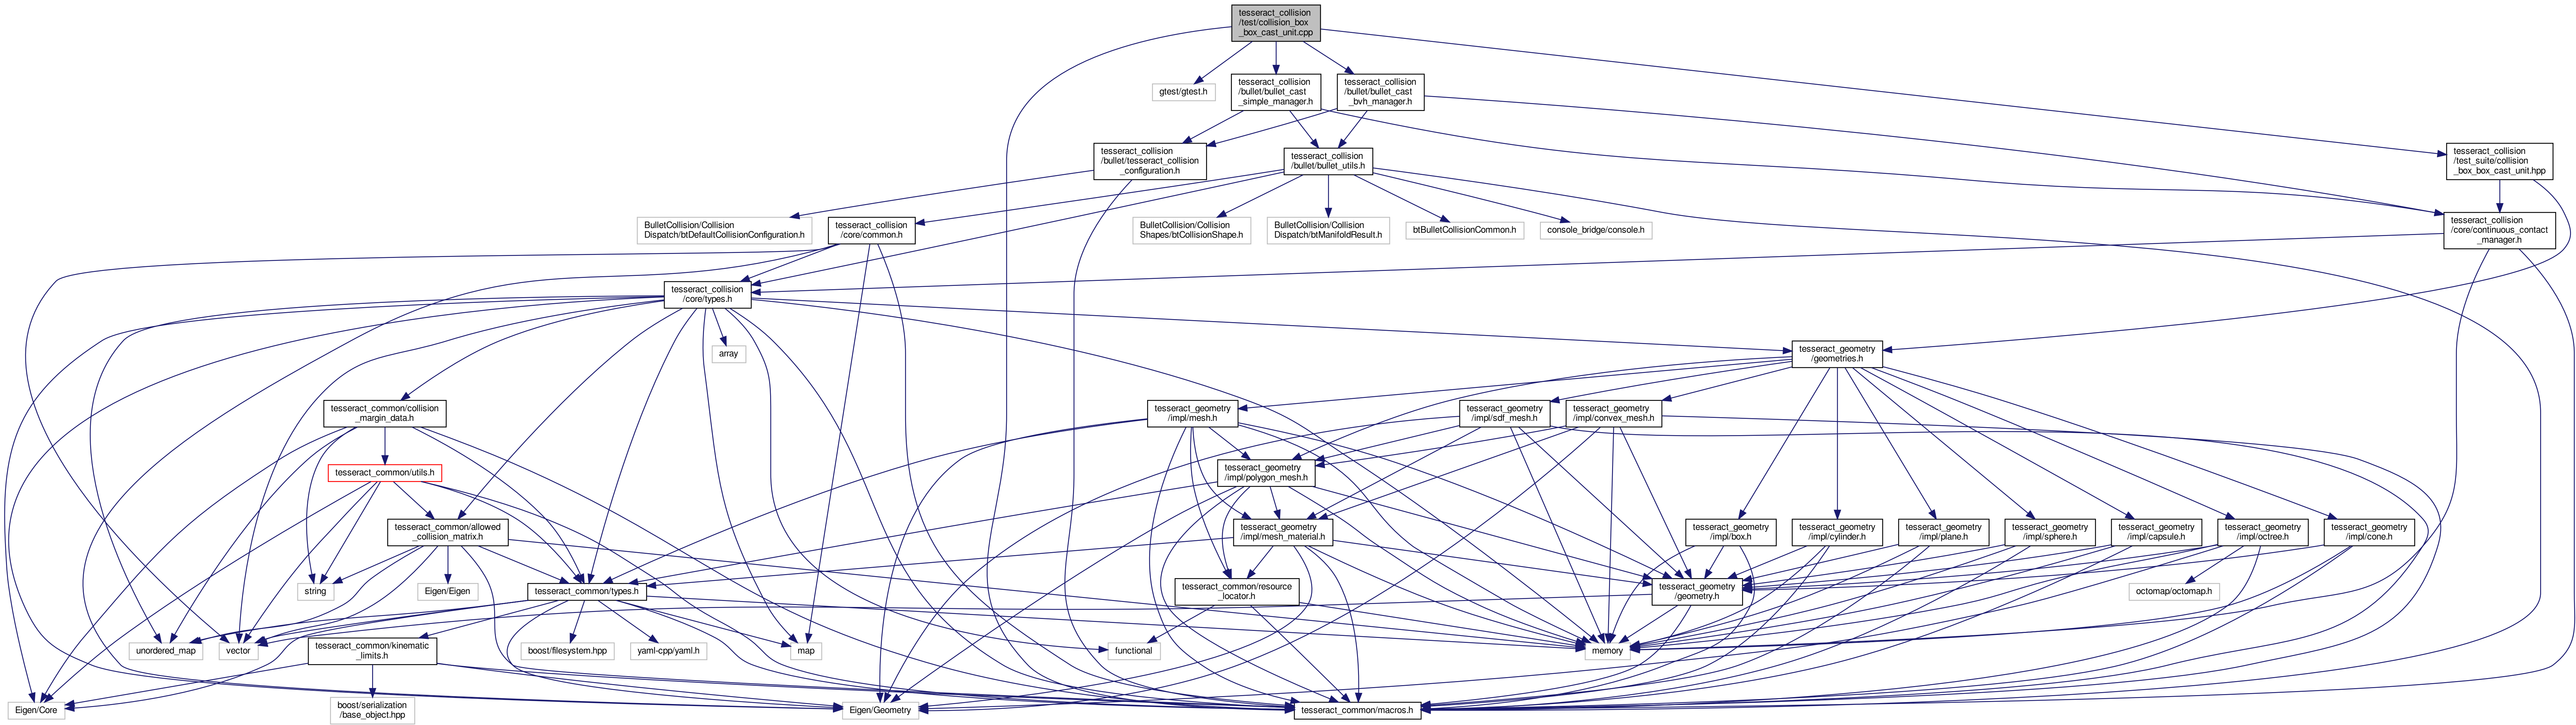 tesseract_collision
/test/collision_box
_box_cast_unit.cpp
gtest/gtest.h
tesseract_collision
/bullet/bullet_cast
_simple_manager.h
tesseract_collision
/bullet/bullet_cast
_bvh_manager.h
tesseract_collision
/bullet/tesseract_collision
_configuration.h
tesseract_collision
/bullet/bullet_utils.h
tesseract_collision
/test_suite/collision
_box_box_cast_unit.hpp
BulletCollision/Collision
Dispatch/btDefaultCollisionConfiguration.h
tesseract_collision
/core/common.h
BulletCollision/Collision
Shapes/btCollisionShape.h
BulletCollision/Collision
Dispatch/btManifoldResult.h
btBulletCollisionCommon.h
console_bridge/console.h
tesseract_collision
/core/continuous_contact
_manager.h
tesseract_collision
/core/types.h
array
tesseract_geometry
/geometries.h
tesseract_common/collision
_margin_data.h
tesseract_geometry
/impl/mesh.h
tesseract_geometry
/impl/sdf_mesh.h
tesseract_geometry
/impl/convex_mesh.h
tesseract_common/utils.h
tesseract_geometry
/impl/polygon_mesh.h
tesseract_common/allowed
_collision_matrix.h
tesseract_geometry
/impl/mesh_material.h
tesseract_geometry
/impl/box.h
tesseract_geometry
/impl/cylinder.h
tesseract_geometry
/impl/plane.h
tesseract_geometry
/impl/sphere.h
tesseract_geometry
/impl/capsule.h
tesseract_geometry
/impl/octree.h
tesseract_geometry
/impl/cone.h
string
Eigen/Eigen
tesseract_common/types.h
tesseract_common/resource
_locator.h
tesseract_geometry
/geometry.h
octomap/octomap.h
unordered_map
vector
tesseract_common/kinematic
_limits.h
boost/filesystem.hpp
yaml-cpp/yaml.h
map
functional
memory
Eigen/Core
boost/serialization
/base_object.hpp
Eigen/Geometry
tesseract_common/macros.h